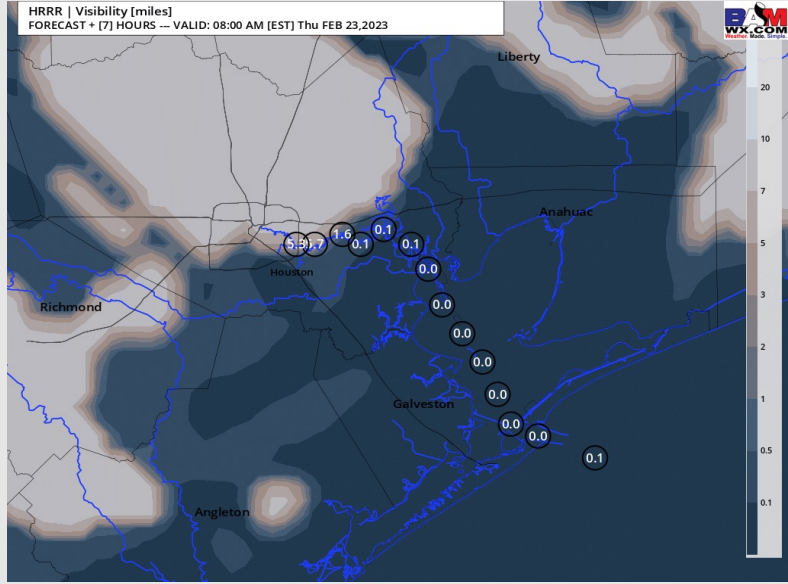 HRRR | Visibility [miles]
FORECAST + [7] HOURS --- VALID: 08:00 AM [EST] Thu FEB 23,2023
BAM
WX.COM
Weather. Made. Simple.
Liberty
20
10
7
Anahuac
0.1
1.6
5.3
.7
0.1
0.1
5
Houston
0.0
3
Richmond
0.0
0.0
2
0.0
1
0.0
Galveston
0.0
0.0
0.5
0.1
0.1
Angleton